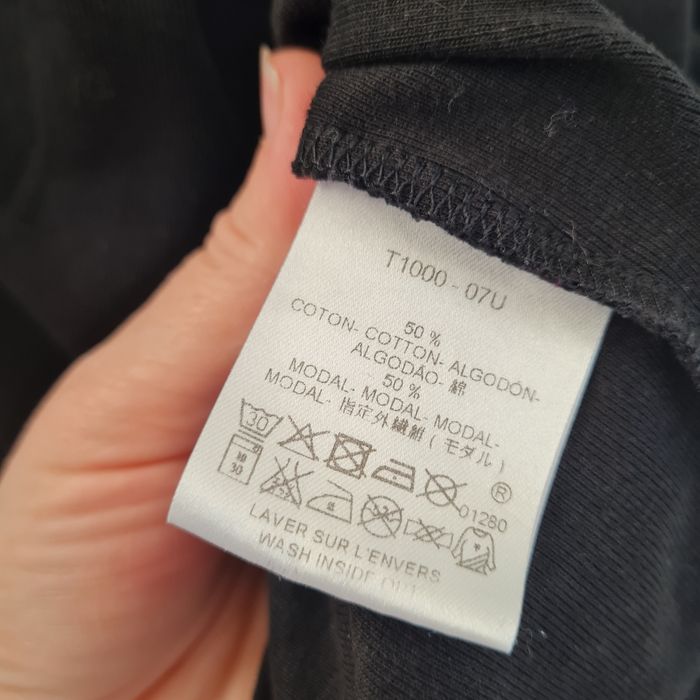 T1000 - 07U
50 %
COTON- COTTON- ALGODÓN-
ALGODÃO- 綿
50 %
MODAL- MODAL- MODAL-
MODAL- 指定外繊維 ( モダル )
30
®
01280
30
LAVER SUR L'ENVERS
WASH INSIDE OUT